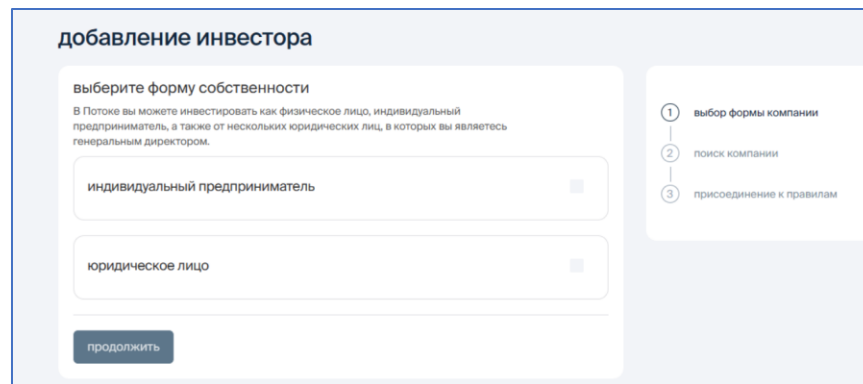 добавление инвестора
выберите форму собственности
В Потоке вы можете инвестировать как физическое лицо, индивидуальный
предприниматель, а также от нескольких юридических лиц, в которых вы являетесь
генеральным директором.
индивидуальный предприниматель
юридическое лицо
продолжить
1 выбор формы компании
2 поиск компании
3 присоединение к правилам